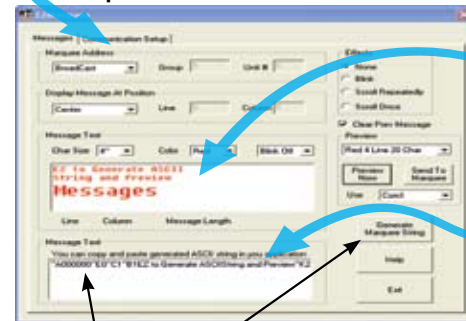 Messages Communication Setup
Marquee Address
BroadCast Group Unit #
Display Message At Position
Center Line Column
Message Text
Char Size 4" Color Red Blink Off
EZ to Generate ASCII
String and Preview
Messages
Line Column Message Length
Message Text
You can copy and paste generated ASCII string in your application
Effects
None
Blink
Scroll Repeatedly
Scroll Once
Clear Prev Message
Preview
Red 4 Line 20 Char
Preview Now
Send To Marquee
Use Com1
Generate Marquee String
Help
Exit